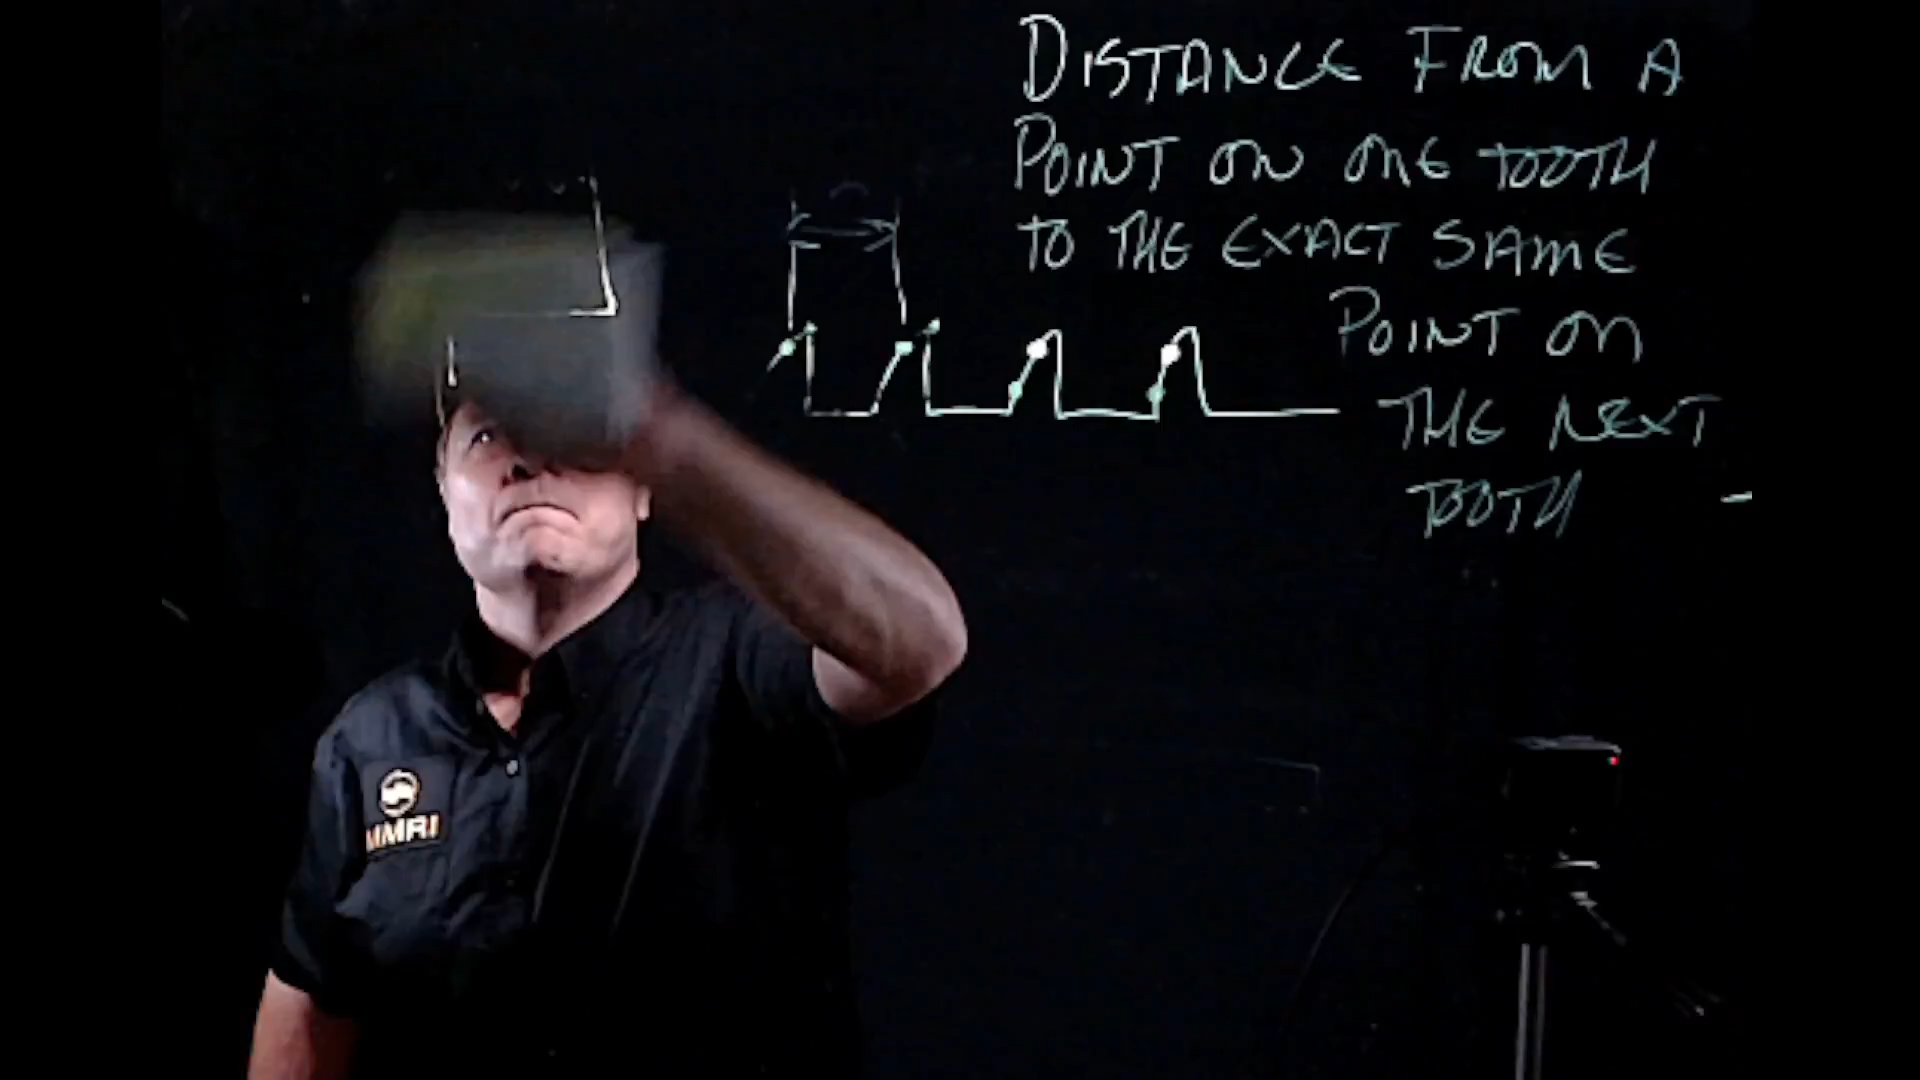 DISTANCE FROM A
POINT ON ONE TOOTH
TO THE EXACT SAME
POINT ON
THE NEXT
TOOTH -
MMRI